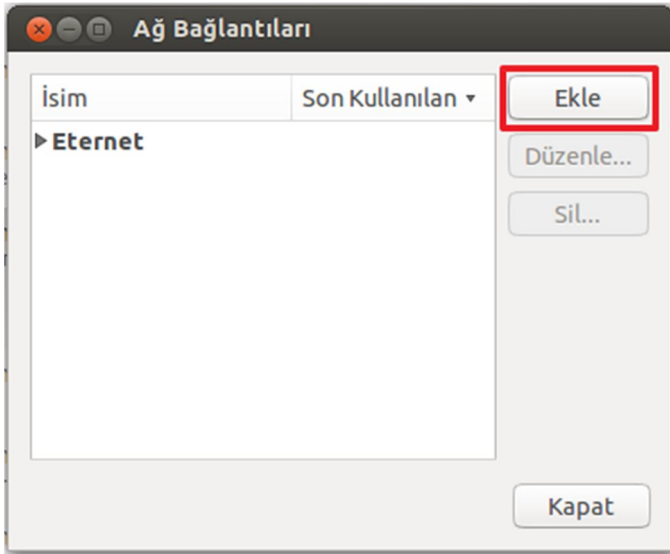 Ağ Bağlantıları
İsim
Son Kullanılan
Ekle
Eternet
Düzenle...
Sil...
Kapat